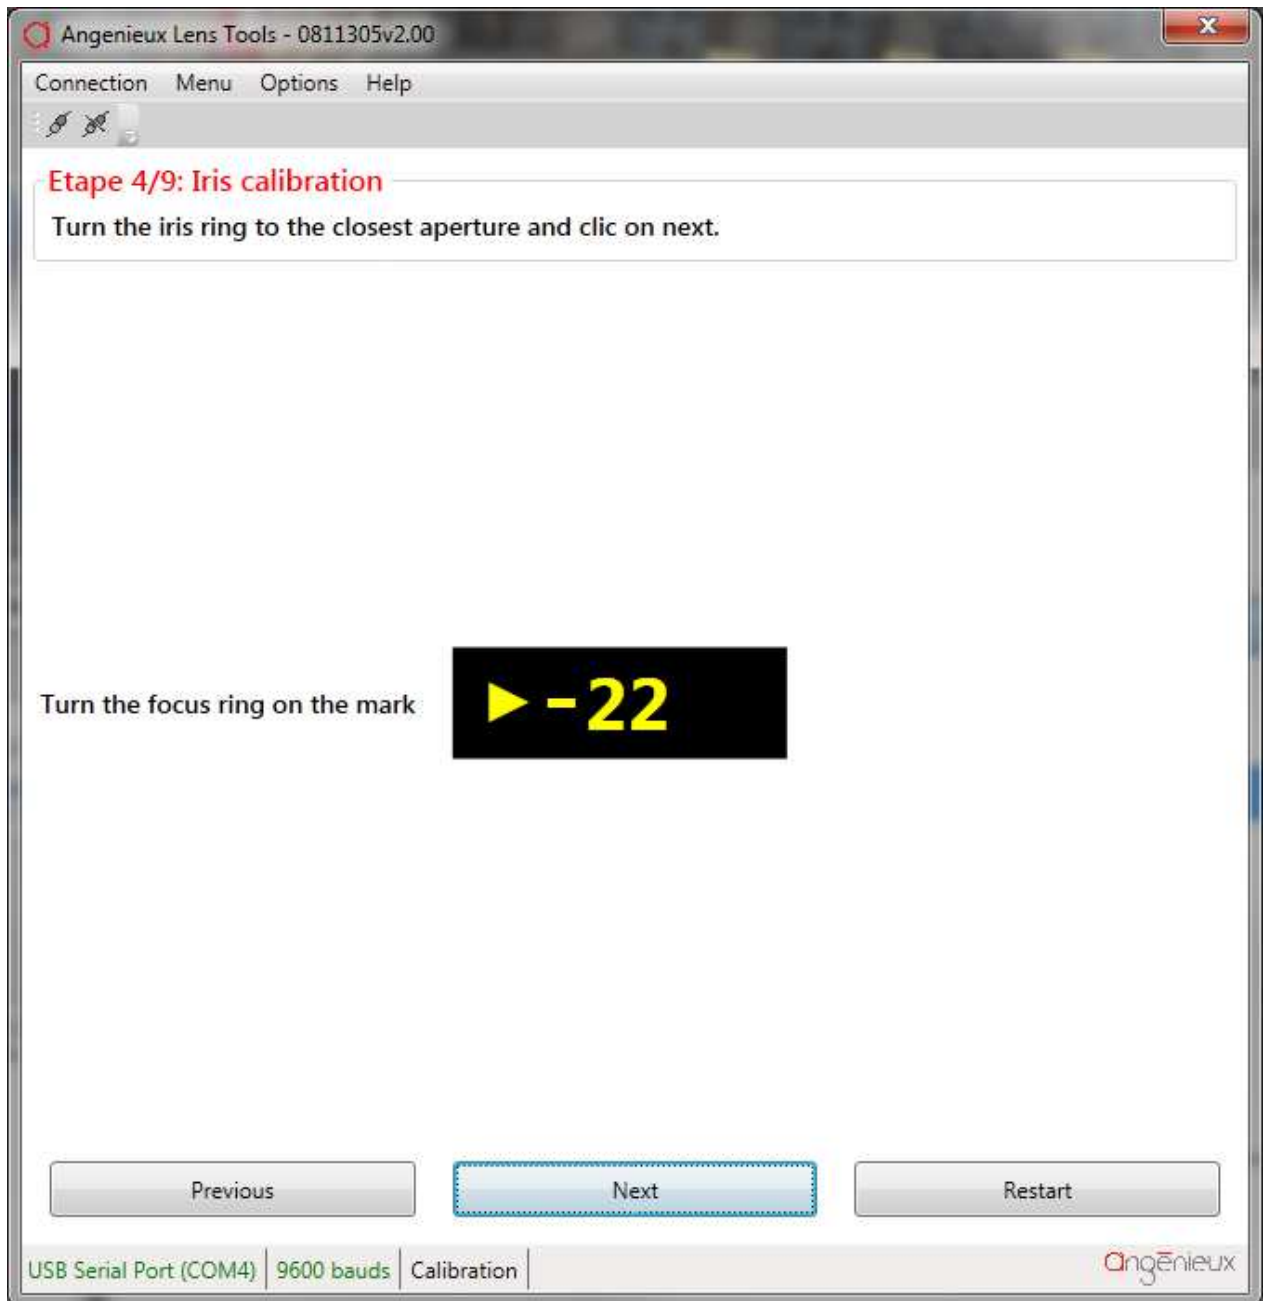 Angenieux Lens Tools - 0811305v2.00
Connection Menu Options Help
Etape 4/9: Iris calibration
Turn the iris ring to the closest aperture and clic on next.
Turn the focus ring on the mark
►-22
Previous Next Restart
USB Serial Port (COM4) 9600 bauds Calibration
angēnieux